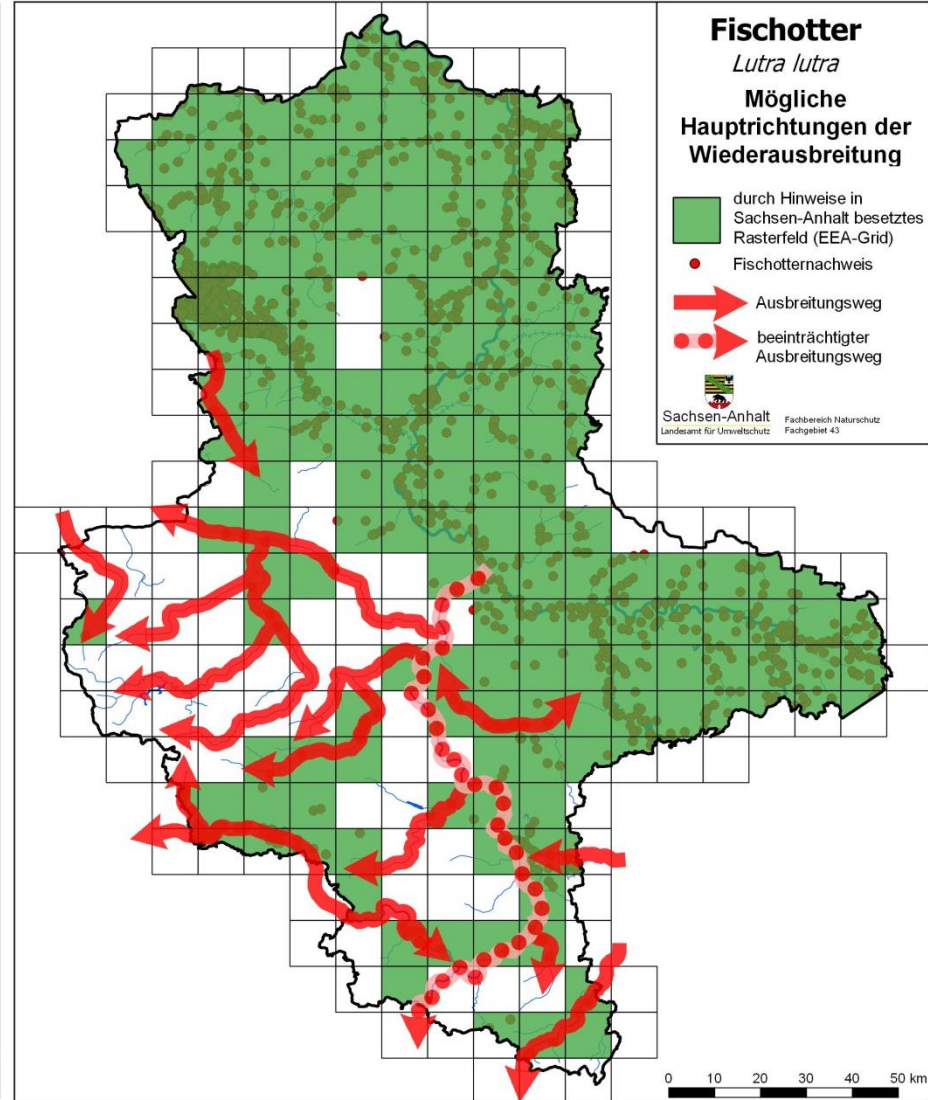 Fischotter
Lutra lutra
Mögliche
Hauptrichtungen der
Wiederausbreitung
durch Hinweise in
Sachsen-Anhalt besetztes
Rasterfeld (EEA-Grid)
Fischotternachweis
Ausbreitungsweg
beeinträchtigter
Ausbreitungsweg
Sachsen-Anhalt
Landesamt für Umweltschutz
Fachbereich Naturschutz
Fachgebiet 43
0 10 20 30 40 50 km